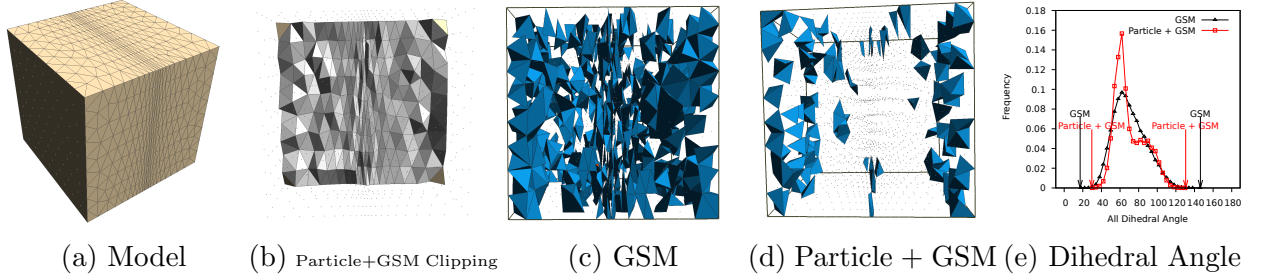 GSM
Particle + GSM
0.18
0.16
0.14
0.12
0.1
0.08
0.06
0.04
0.02
0
Frequency
GSM
Particle + GSM
GSM
Particle + GSM
0 20 40 60 80 100 120 140 160 180
All Dihedral Angle
(a) Model
(b) Particle+GSM Clipping
(c) GSM
(d) Particle + GSM
(e) Dihedral Angle